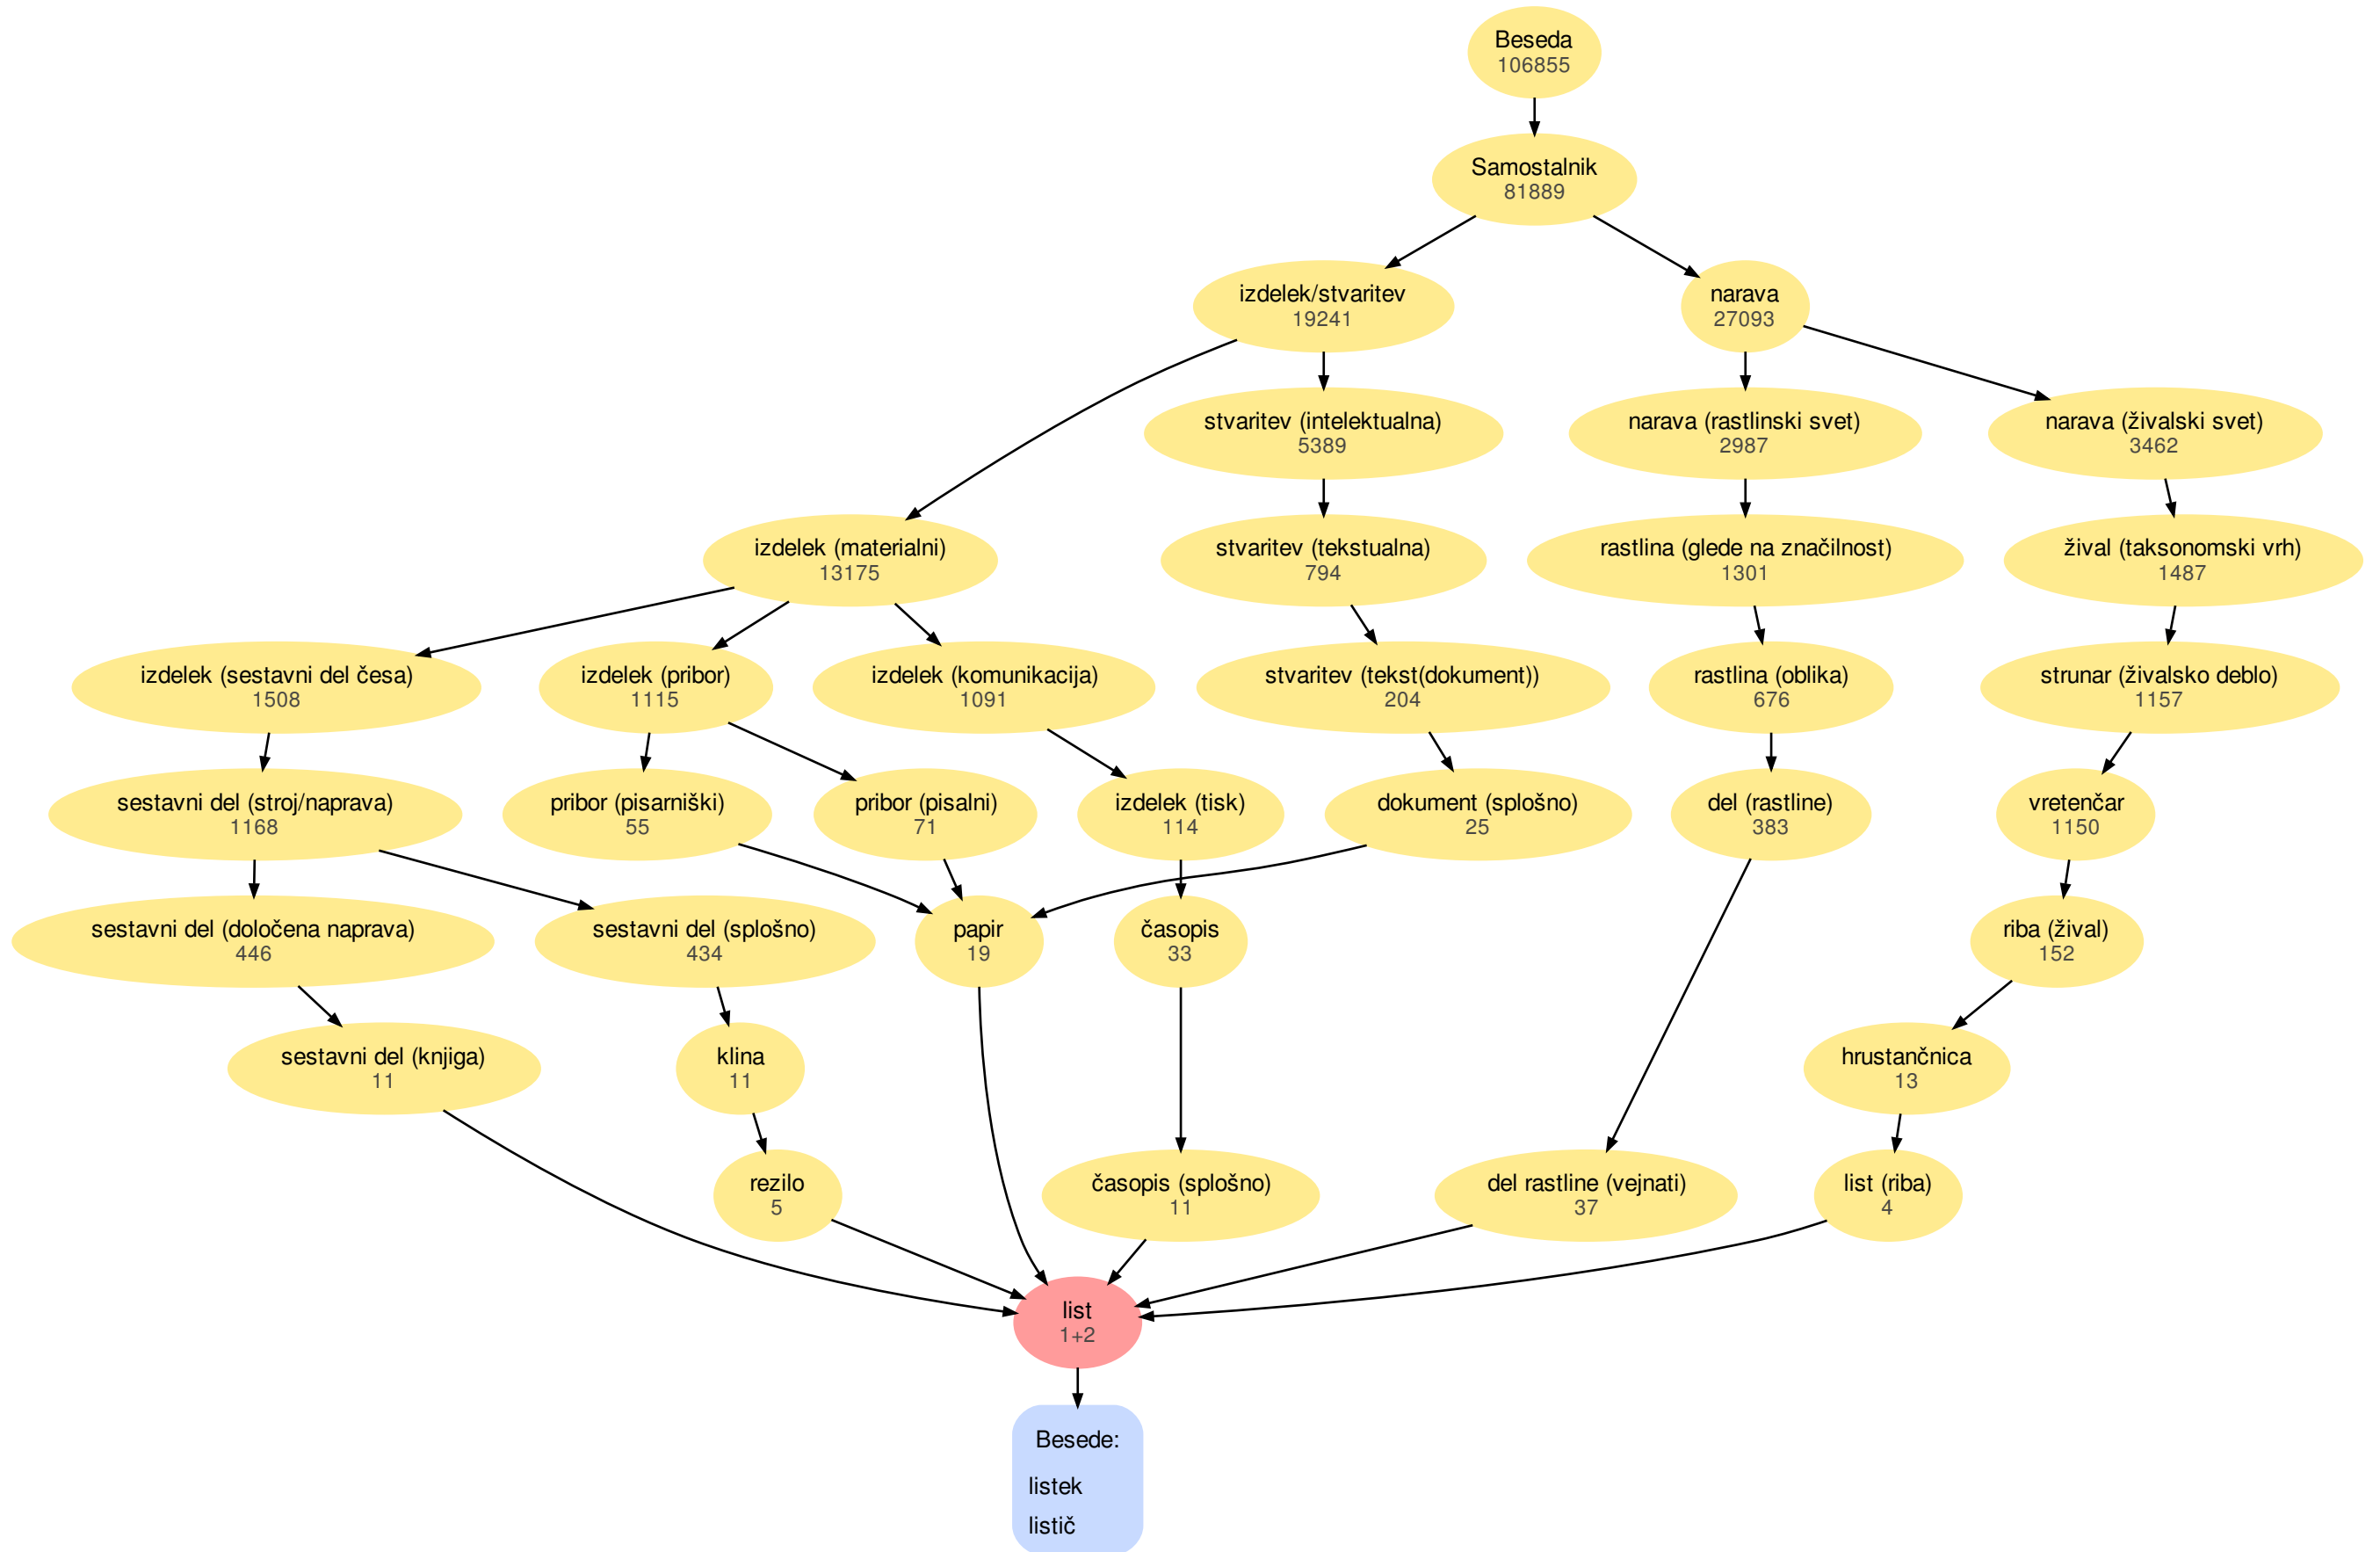 Beseda
106855
Samostalnik
81889
izdelek/stvaritev
19241
narava
27093
stvaritev (intelektualna)
5389
narava (rastlinski svet)
2987
narava (živalski svet)
3462
izdelek (materialni)
13175
stvaritev (tekstualna)
794
rastlina (glede na značilnost)
1301
žival (taksonomski vrh)
1487
izdelek (sestavni del česa)
1508
izdelek (pribor)
1115
izdelek (komunikacija)
1091
stvaritev (tekst(dokument))
204
rastlina (oblika)
676
strunar (živalsko deblo)
1157
sestavni del (stroj/naprava)
1168
pribor (pisarniški)
55
pribor (pisalni)
71
izdelek (tisk)
114
dokument (splošno)
25
del (rastline)
383
vretenčar
1150
sestavni del (določena naprava)
446
sestavni del (splošno)
434
papir
19
časopis
33
riba (žival)
152
sestavni del (knjiga)
11
klina
11
hrustančnica
13
rezilo
5
časopis (splošno)
11
del rastline (vejnati)
37
list (riba)
4
list
1+2
Besede:
listek
listič